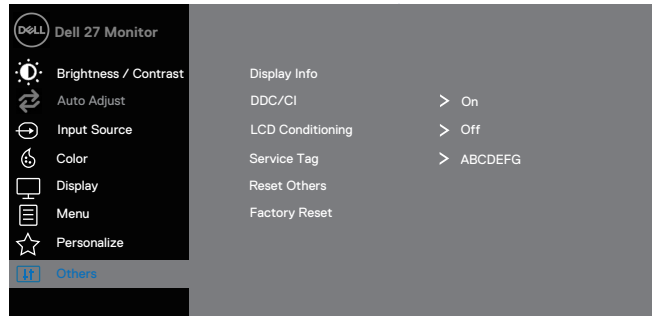 DELL Dell 27 Monitor
Brightness / Contrast Display Info
Auto Adjust DDC/CI > On
Input Source LCD Conditioning > Off
Color Service Tag > ABCDEFG
Display Reset Others
Menu Factory Reset
Personalize
Others